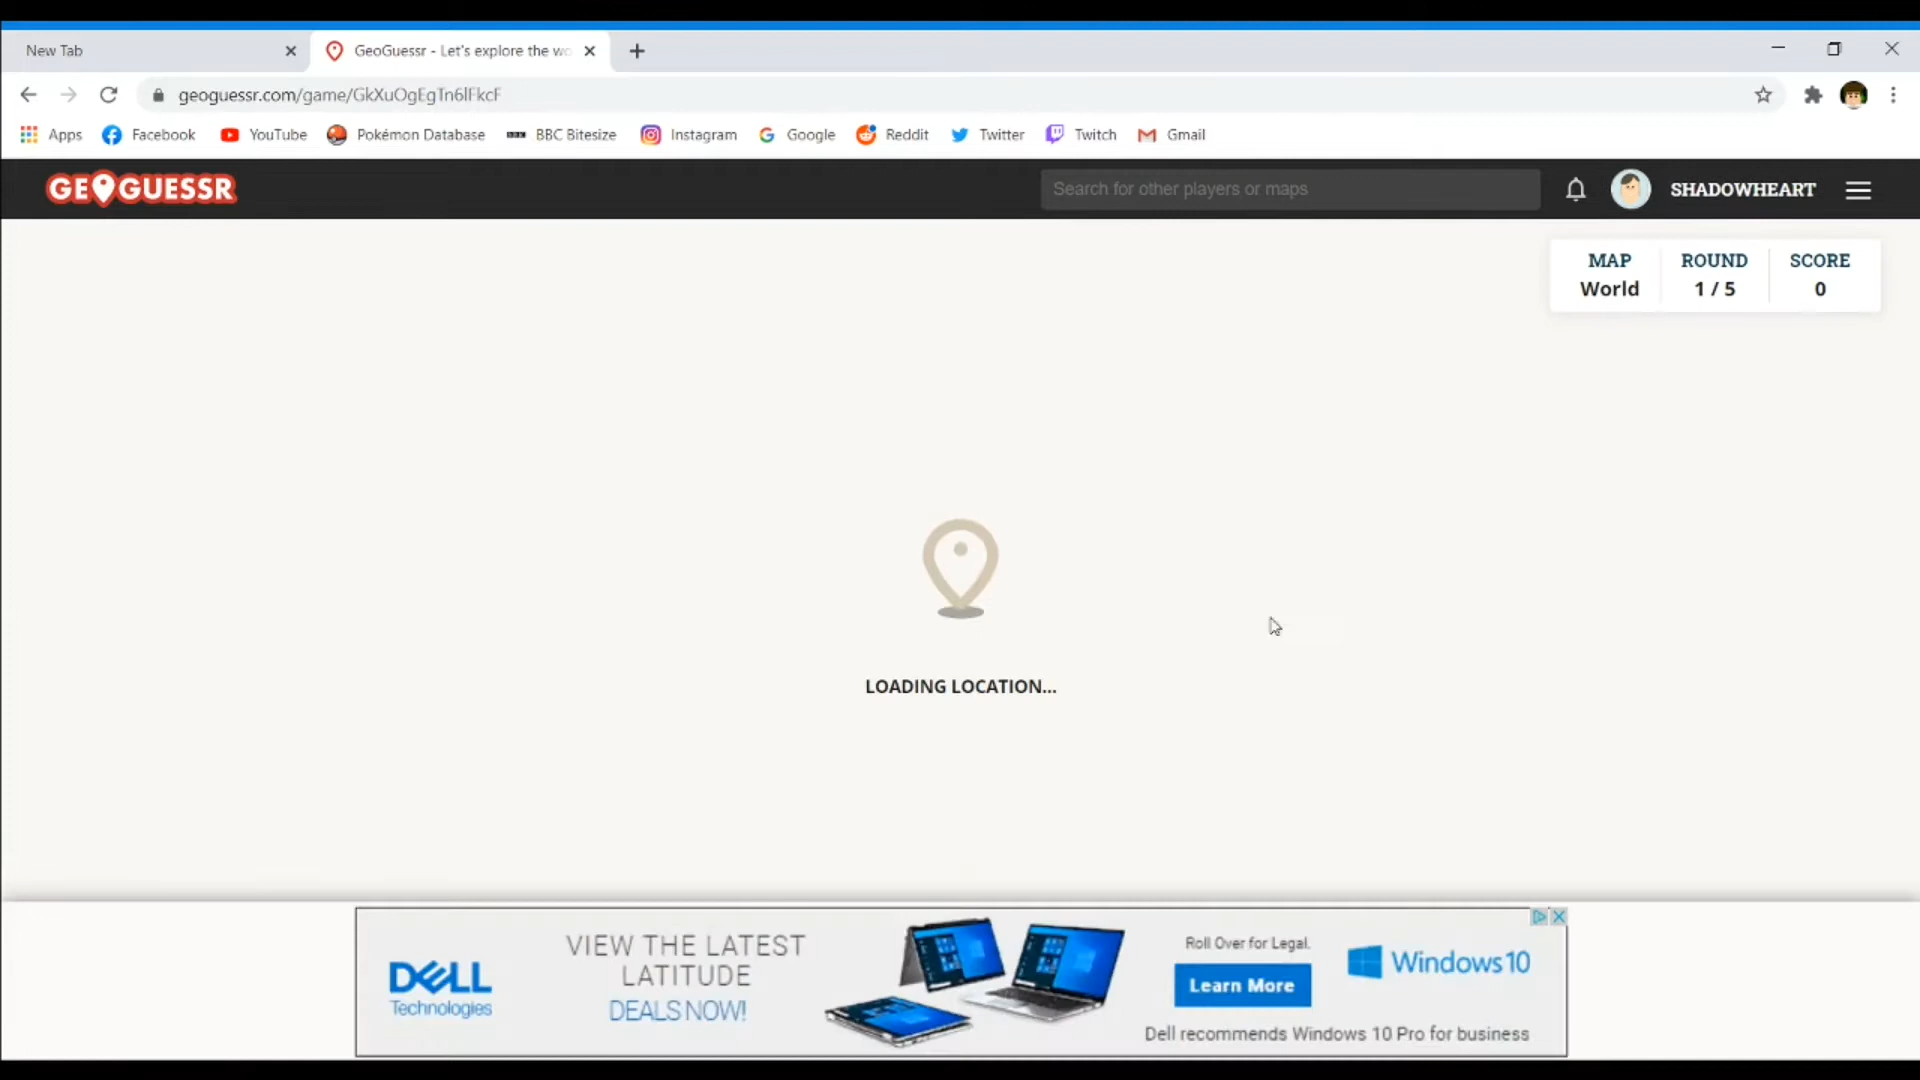 New Tab
GeoGuessr - Let's explore the wo
geoguessr.com/game/GkXuOgEgTn6lFkcF
Apps Facebook YouTube Pokémon Database BBC Bitesize Instagram Google Reddit Twitter Twitch Gmail
GEOGUESSR
Search for other players or maps
SHADOWHEART
MAP ROUND SCORE
World 1 / 5 0
LOADING LOCATION...
DELL
Technologies
VIEW THE LATEST
LATITUDE
DEALS NOW!
Roll Over for Legal.
Learn More
Windows 10
Dell recommends Windows 10 Pro for business